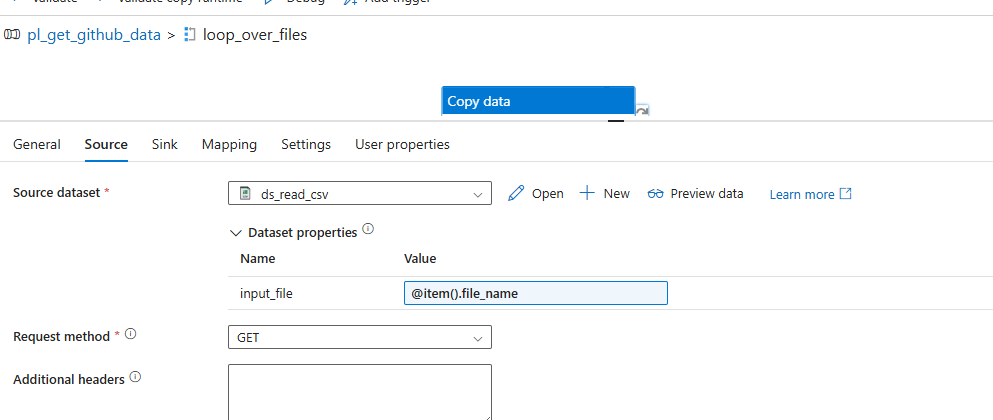 Validate Validate copy runtime Debug Add trigger
pl_get_github_data > loop_over_files
Copy data
General Source Sink Mapping Settings User properties
Source dataset * ds_read_csv Open New Preview data Learn more
Dataset properties
Name Value
input_file @item().file_name
Request method * GET
Additional headers